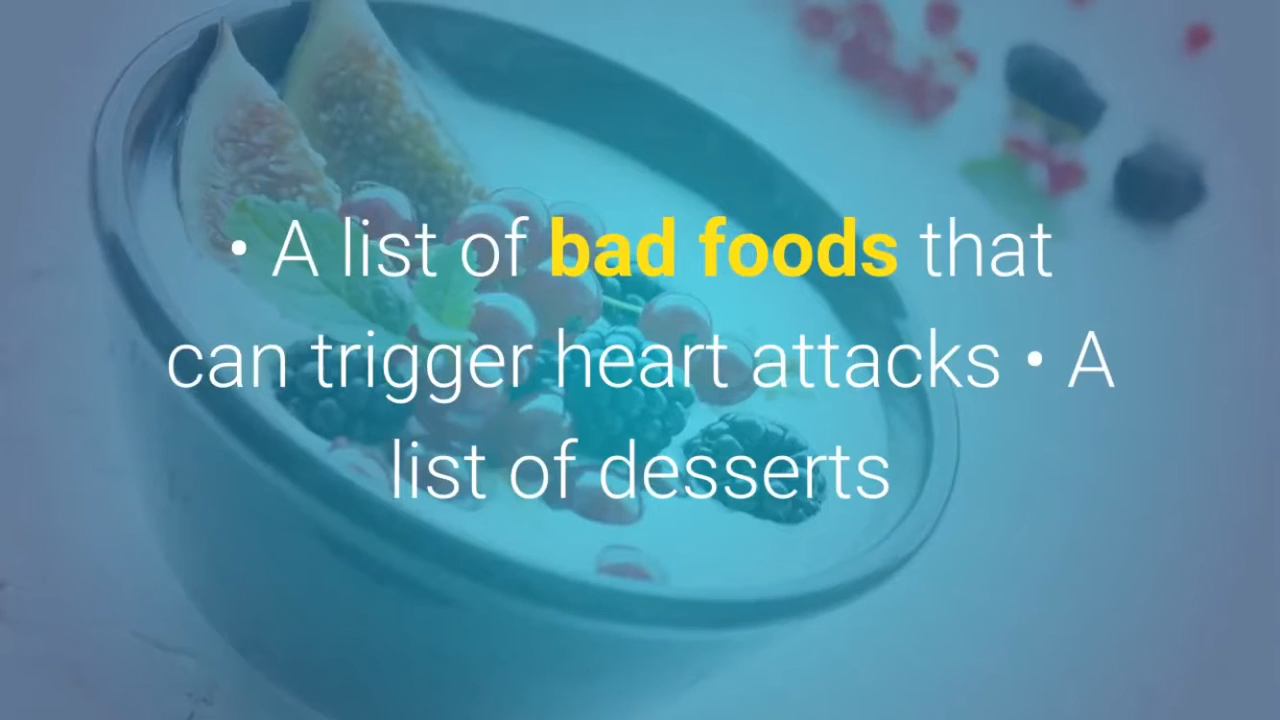 • A list of bad foods that
can trigger heart attacks • A
list of desserts